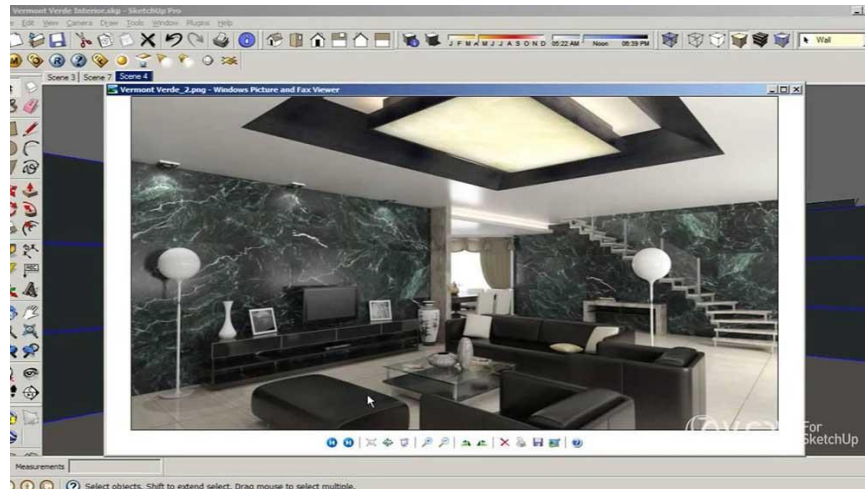 Vermont Verde Interior.skp - SketchUp Pro
Edit View Camera Draw Tools Window Plugins Help
J F M A M J J A S O N D 05:22 AM Noon 06:39 PM
Wall
M R R
Scene 3 Scene 7 Scene 4
Vermont Verde_2.png - Windows Picture and Fax Viewer
ABC
For
SketchUp
Measurements
Select objects. Shift to extend select. Drag mouse to select multiple.